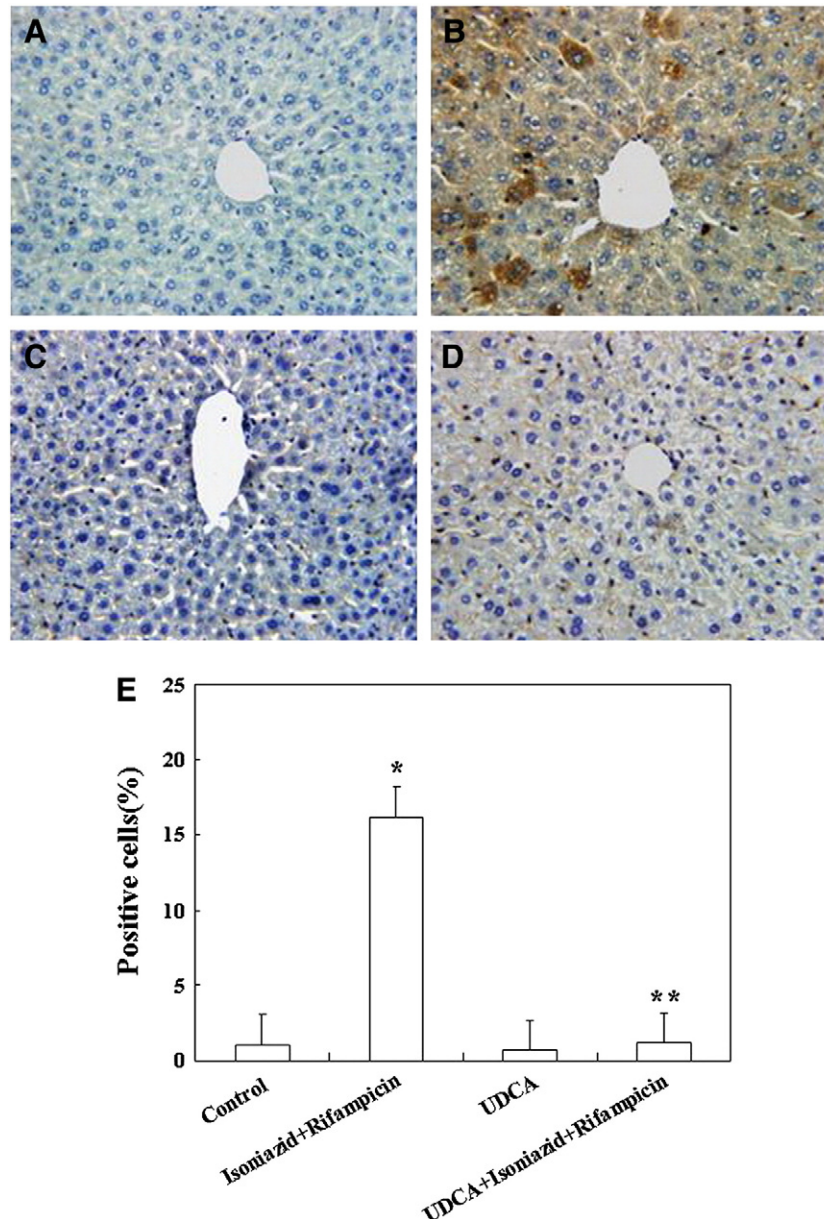 A
B
C
D
E
Positive cells(%)
25
20
15
10
5
0
*
**
Control
Isoniazid+Rifampicin
UDCA
UDCA+Isoniazid+Rifampicin